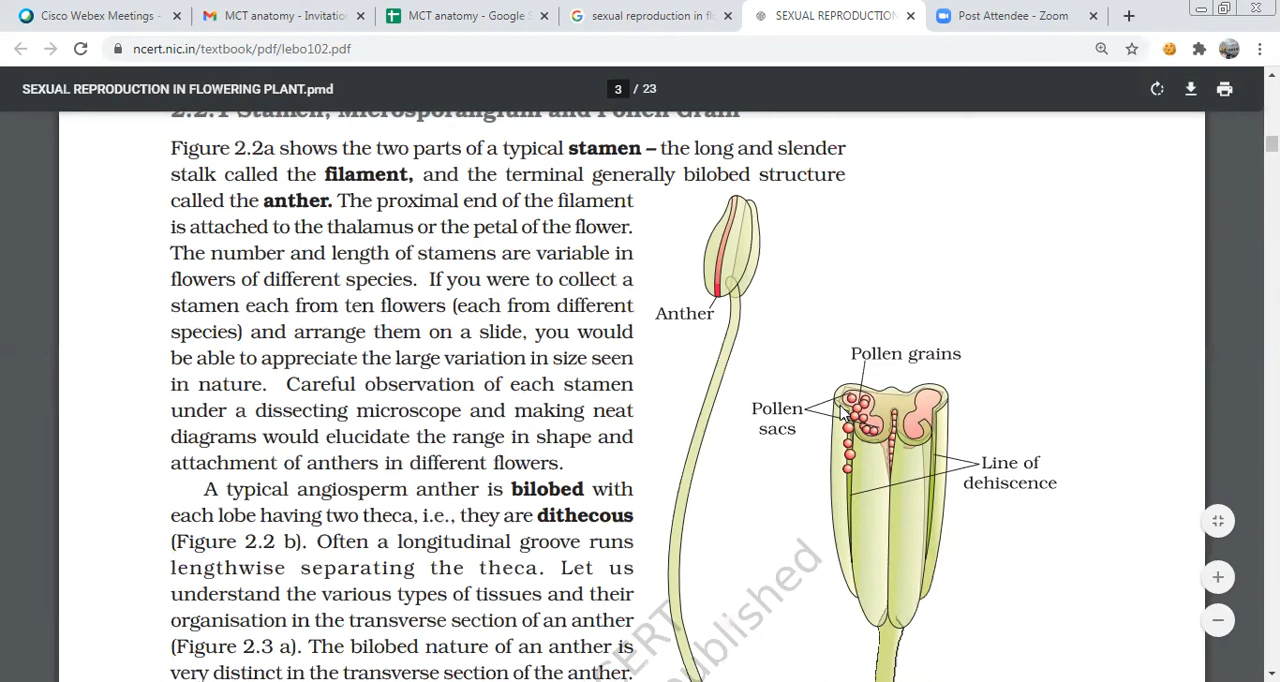 Cisco Webex Meetings -
MCT anatomy - Invitatio
MCT anatomy - Google S
sexual reproduction in fl
SEXUAL REPRODUCTION
Post Attendee - Zoom
ncert.nic.in/textbook/pdf/lebo102.pdf
SEXUAL REPRODUCTION IN FLOWERING PLANT.pmd
3 / 23
2.2.1 Stamen, Microsporangium and Pollen Grain
Figure 2.2a shows the two parts of a typical stamen – the long and slender
stalk called the filament, and the terminal generally bilobed structure
called the anther. The proximal end of the filament
is attached to the thalamus or the petal of the flower.
The number and length of stamens are variable in
flowers of different species. If you were to collect a
stamen each from ten flowers (each from different
species) and arrange them on a slide, you would
be able to appreciate the large variation in size seen
in nature. Careful observation of each stamen
under a dissecting microscope and making neat
diagrams would elucidate the range in shape and
attachment of anthers in different flowers.
A typical angiosperm anther is bilobed with
each lobe having two theca, i.e., they are dithecous
(Figure 2.2 b). Often a longitudinal groove runs
lengthwise separating the theca. Let us
understand the various types of tissues and their
organisation in the transverse section of an anther
(Figure 2.3 a). The bilobed nature of an anther is
very distinct in the transverse section of the anther.
Anther
Pollen grains
Pollen
sacs
Line of
dehiscence
CERT
published